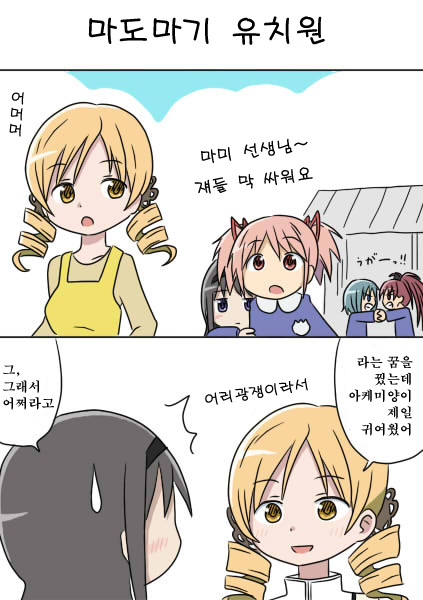 마도마기 유치원
어머머
마미 선생님~
쟤들 막 싸워요
うがーっ!!
라는 꿈을
꿨는데
아케미양이
제일
귀여웠어
어리광쟁이라서
그,
그래서
어쩌라고